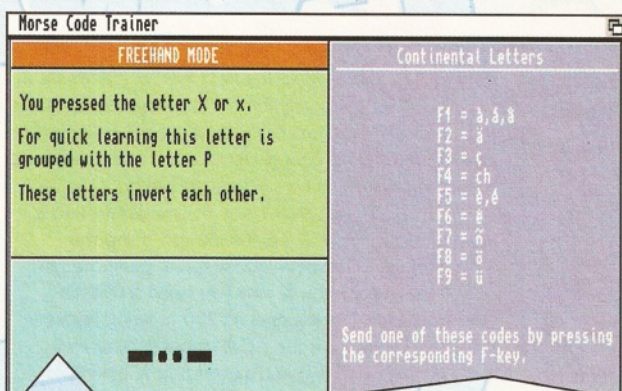 Morse Code Trainer
FREEHAND MODE
You pressed the letter X or x.
For quick learning this letter is
grouped with the letter P
These letters invert each other.
Continental Letters
F1 = à,á,å
F2 = ä
F3 = ç
F4 = ch
F5 = è,é
F6 = ë
F7 = ñ
F8 = ö
F9 = ü
Send one of these codes by pressing
the corresponding F-key.